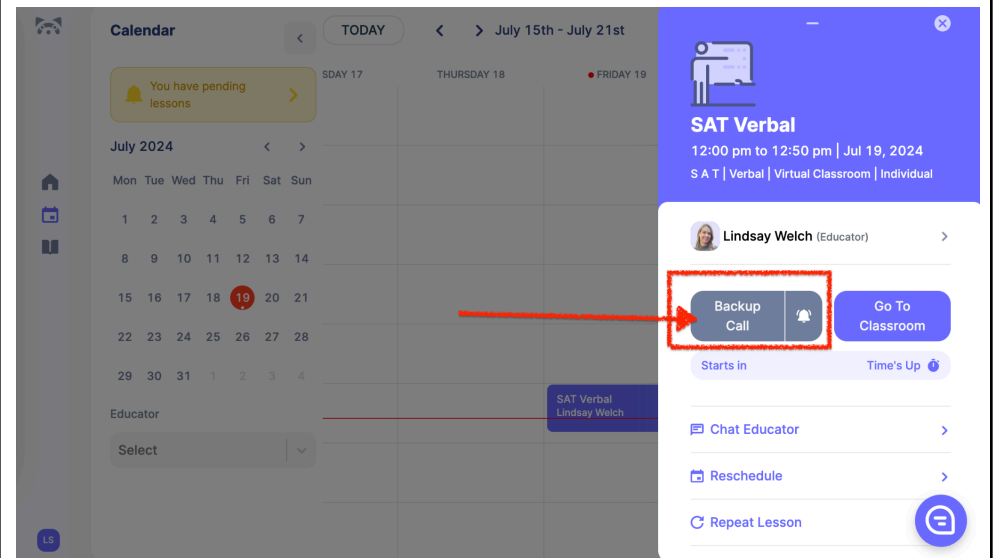 Calendar
You have pending
lessons
July 2024
Mon Tue Wed Thu Fri Sat Sun
1 2 3 4 5 6 7
8 9 10 11 12 13 14
15 16 17 18 19 20 21
22 23 24 25 26 27 28
29 30 31 1 2 3 4
Educator
Select
LS
TODAY
July 15th - July 21st
SDAY 17
THURSDAY 18
FRIDAY 19
SAT Verbal
Lindsay Welch
SAT Verbal
12:00 pm to 12:50 pm | Jul 19, 2024
S A T | Verbal | Virtual Classroom | Individual
Lindsay Welch (Educator)
Backup
Call
Go To
Classroom
Starts in
Time's Up
Chat Educator
Reschedule
Repeat Lesson